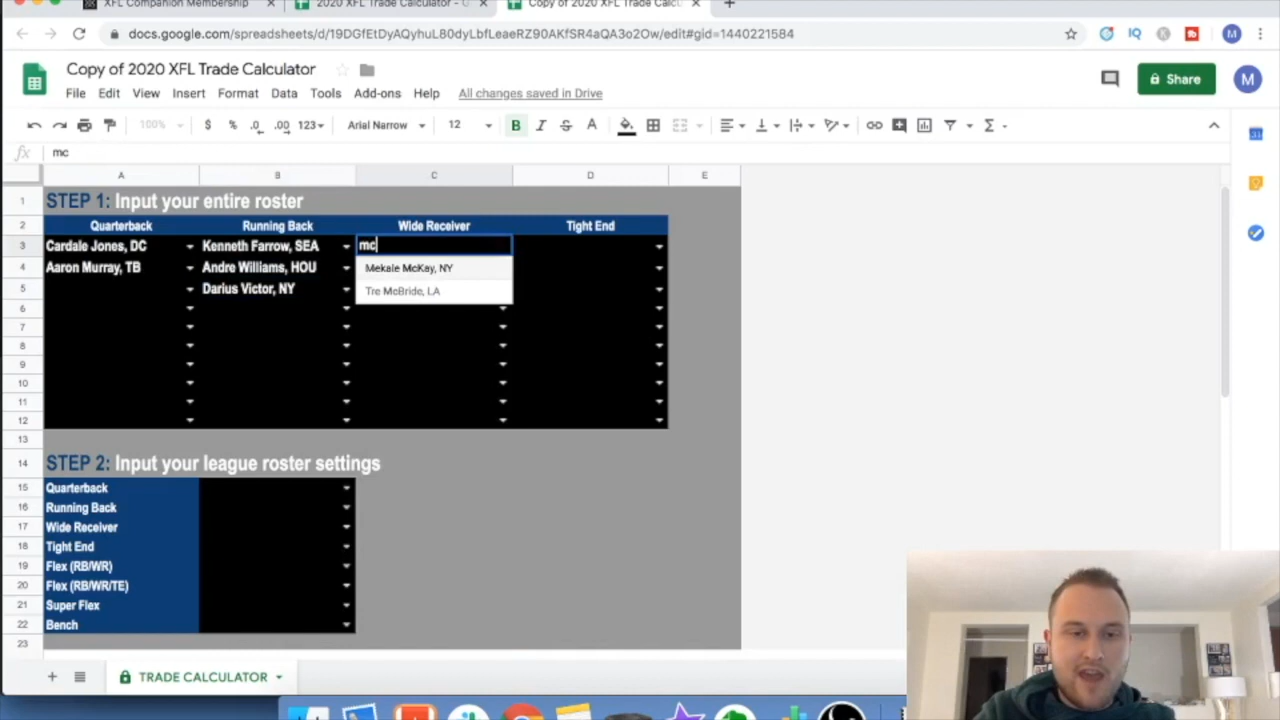 XFL Companion Membership
2020 XFL Trade Calculator - G
Copy of 2020 XFL Trade Calcu
docs.google.com/spreadsheets/d/19DGfEtDyAQyhuL80dyLbfLeaeRZ90AKfSR4aQA3o2Ow/edit#gid=1440221584
Copy of 2020 XFL Trade Calculator
File Edit View Insert Format Data Tools Add-ons Help All changes saved in Drive
Share
M
100% $ % .0 .00 123 Arial Narrow 12 B I S A
fx mc
A B C D E
1 STEP 1: Input your entire roster
2 Quarterback Running Back Wide Receiver Tight End
3 Cardale Jones, DC Kenneth Farrow, SEA mc
4 Aaron Murray, TB Andre Williams, HOU Mekale McKay, NY
5 Darius Victor, NY Tre McBride, LA
6
7
8
9
10
11
12
13
14 STEP 2: Input your league roster settings
15 Quarterback
16 Running Back
17 Wide Receiver
18 Tight End
19 Flex (RB/WR)
20 Flex (RB/WR/TE)
21 Super Flex
22 Bench
23
TRADE CALCULATOR